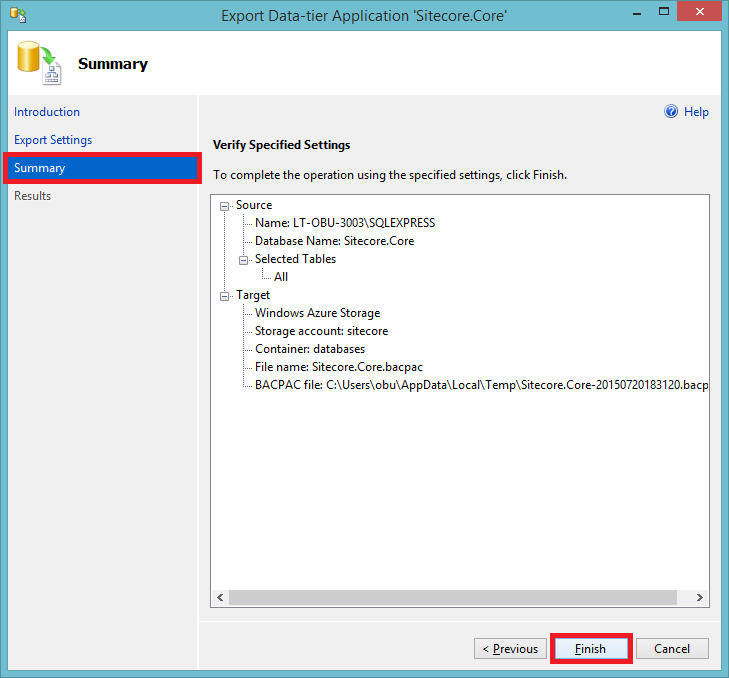 Export Data-tier Application 'Sitecore.Core'
Summary
Introduction
Export Settings
Summary
Results
Help
Verify Specified Settings
To complete the operation using the specified settings, click Finish.
Source
Name: LT-OBU-3003\SQLEXPRESS
Database Name: Sitecore.Core
Selected Tables
All
Target
Windows Azure Storage
Storage account: sitecore
Container: databases
File name: Sitecore.Core.bacpac
BACPAC file: C:\Users\obu\AppData\Local\Temp\Sitecore.Core-20150720183120.bacp
< Previous
Finish
Cancel